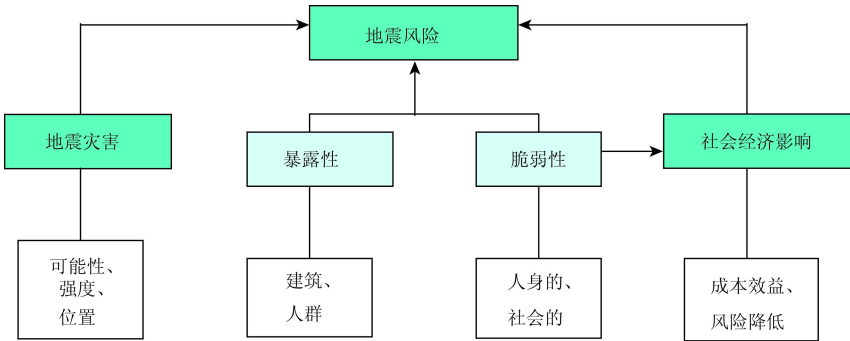 地震风险
地震灾害
暴露性
脆弱性
社会经济影响
可能性、
强度、
位置
建筑、
人群
人身的、
社会的
成本效益、
风险降低